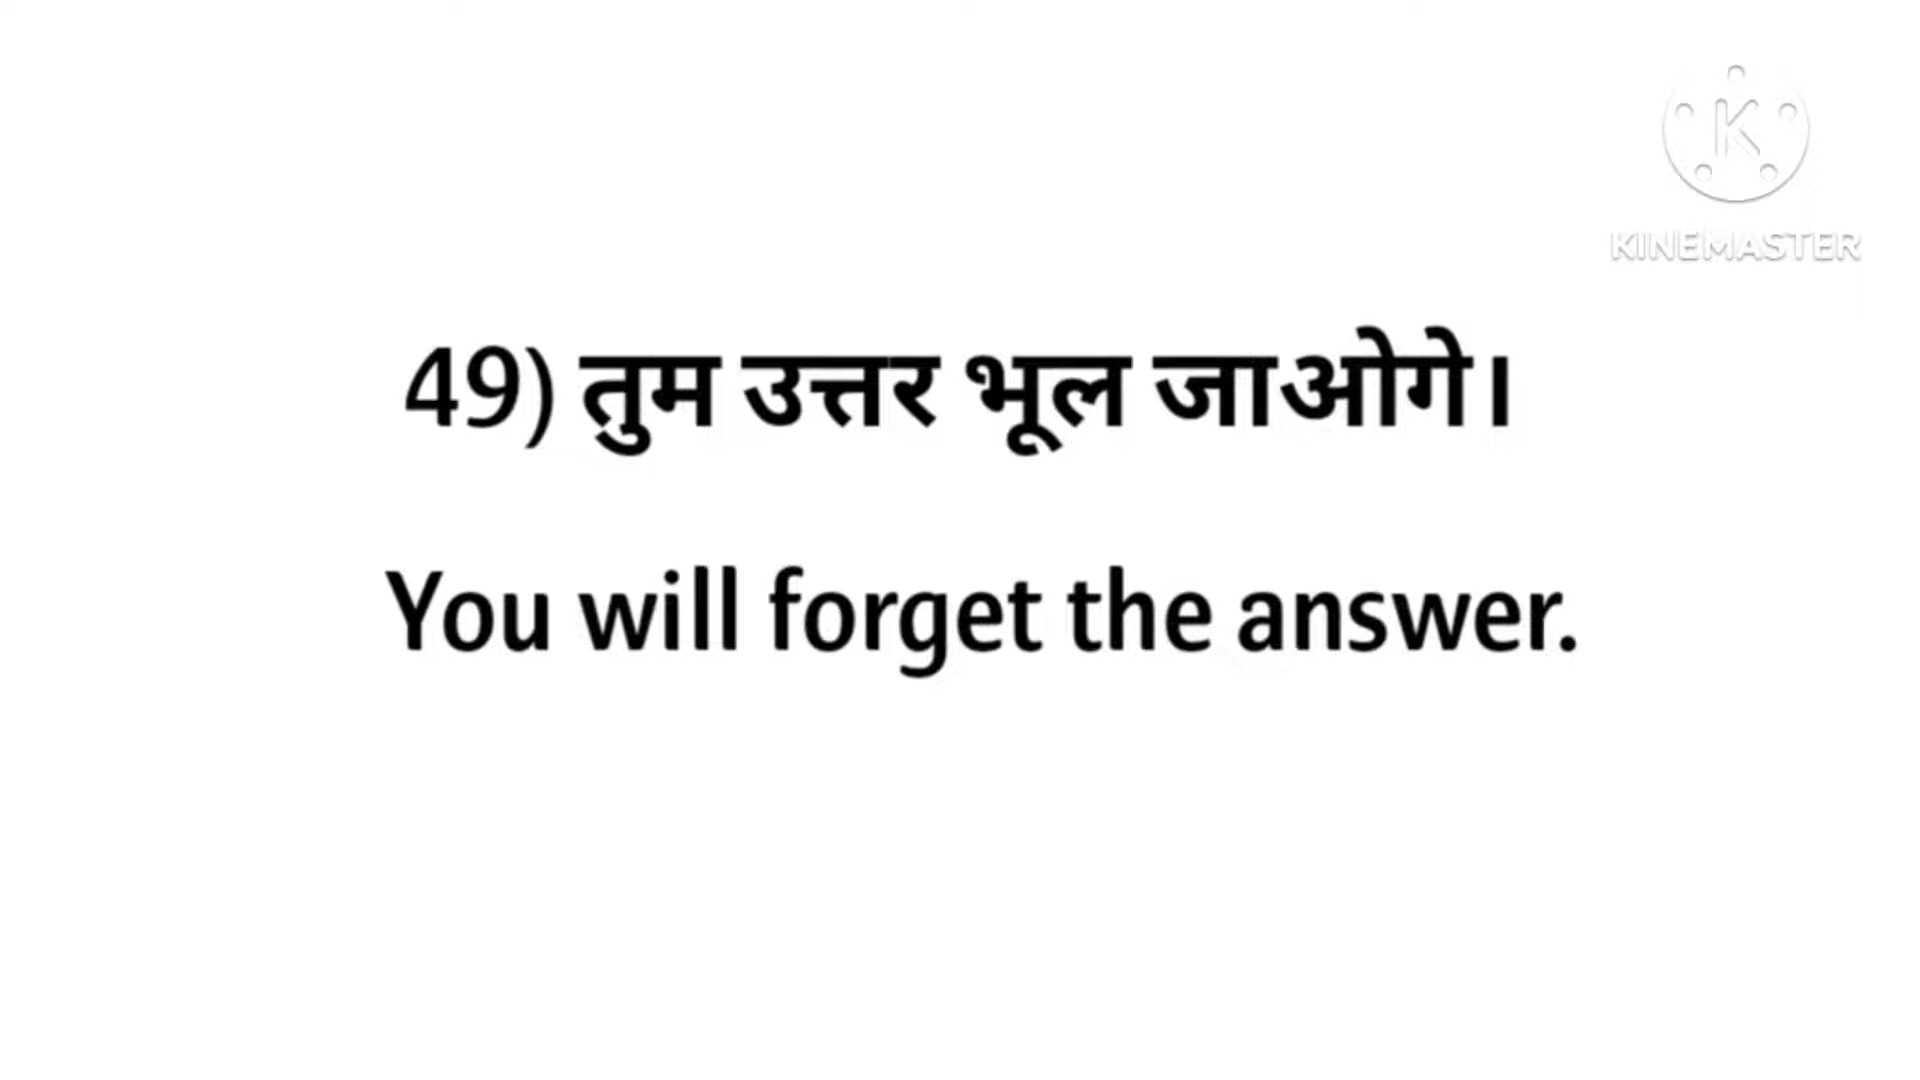 K
KINEMASTER
49) तुम उत्तर भूल जाओगे।
You will forget the answer.